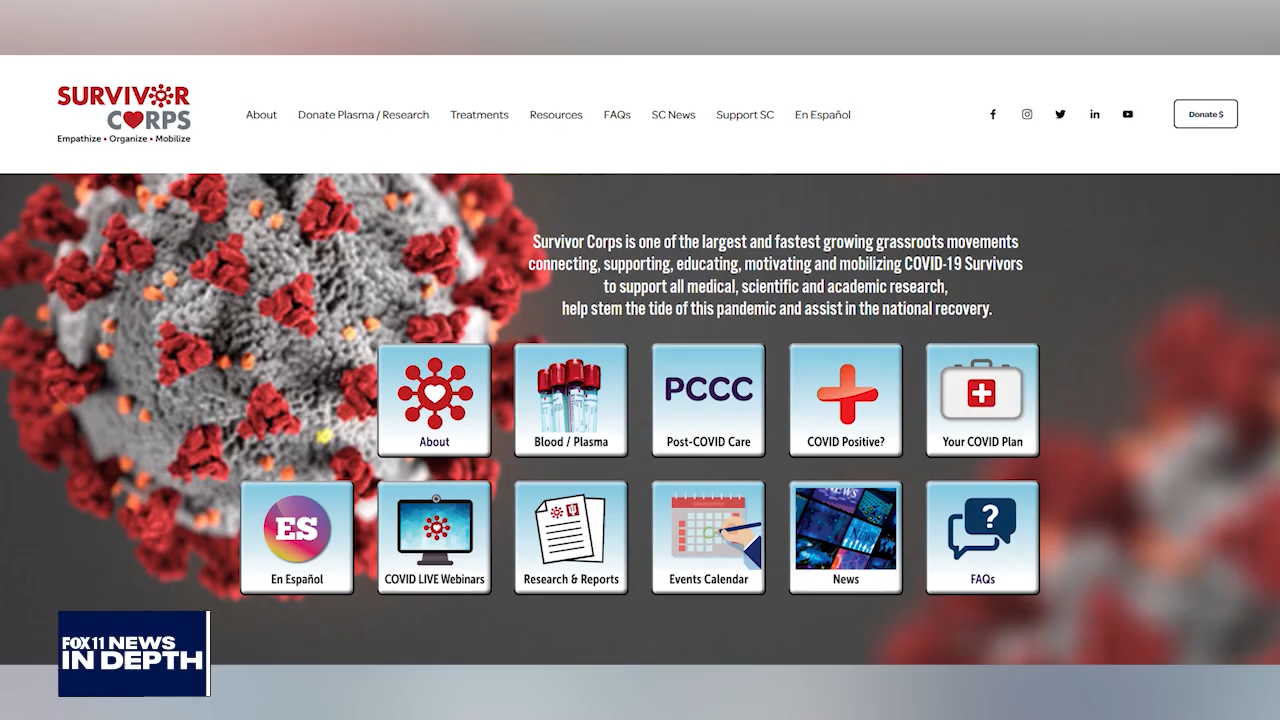 SURVIVOR
CORPS
Empathize • Organize • Mobilize
About
Donate Plasma / Research
Treatments
Resources
FAQs
SC News
Support SC
En Español
Donate $
Survivor Corps is one of the largest and fastest growing grassroots movements
connecting, supporting, educating, motivating and mobilizing COVID-19 Survivors
to support all medical, scientific and academic research,
help stem the tide of this pandemic and assist in the national recovery.
About
Blood / Plasma
PCCC
Post-COVID Care
COVID Positive?
Your COVID Plan
ES
En Español
COVID LIVE Webinars
Research & Reports
Events Calendar
NEWS
News
?
FAQs
FOX 11 NEWS
IN DEPTH